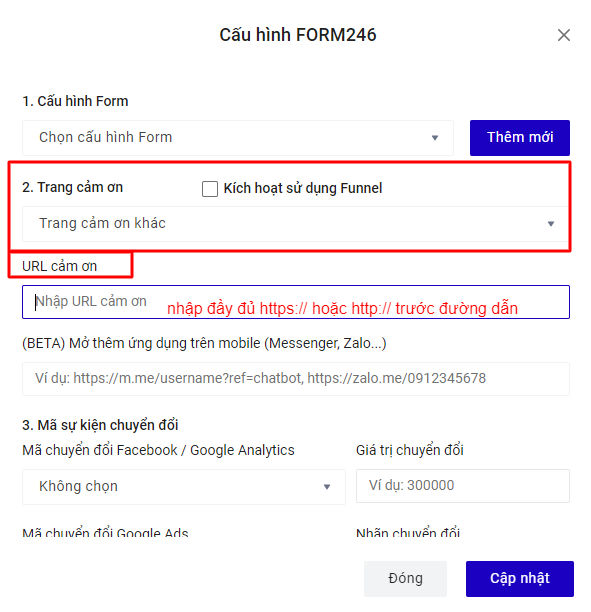 Cấu hình FORM246
1. Cấu hình Form
Chọn cấu hình Form
Thêm mới
2. Trang cảm ơn
Kích hoạt sử dụng Funnel
Trang cảm ơn khác
URL cảm ơn
Nhập URL cảm ơn
nhập đầy đủ https:// hoặc http:// trước đường dẫn
(BETA) Mở thêm ứng dụng trên mobile (Messenger, Zalo...)
Ví dụ: https://m.me/username?ref=chatbot, https://zalo.me/0912345678
3. Mã sự kiện chuyển đổi
Mã chuyển đổi Facebook / Google Analytics
Giá trị chuyển đổi
Không chọn
Ví dụ: 300000
Mã chuyển đổi Google Ads
Nhãn chuyển đổi
Đóng
Cập nhật